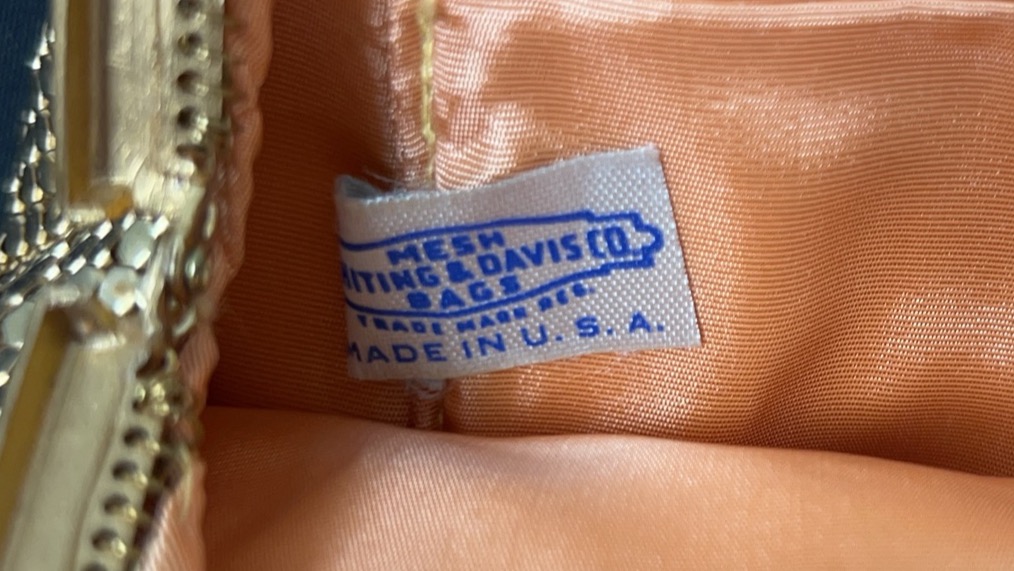 MESH
HITING & DAVIS CO.
BAGS
TRADE MARK REG.
MADE IN U. S. A.